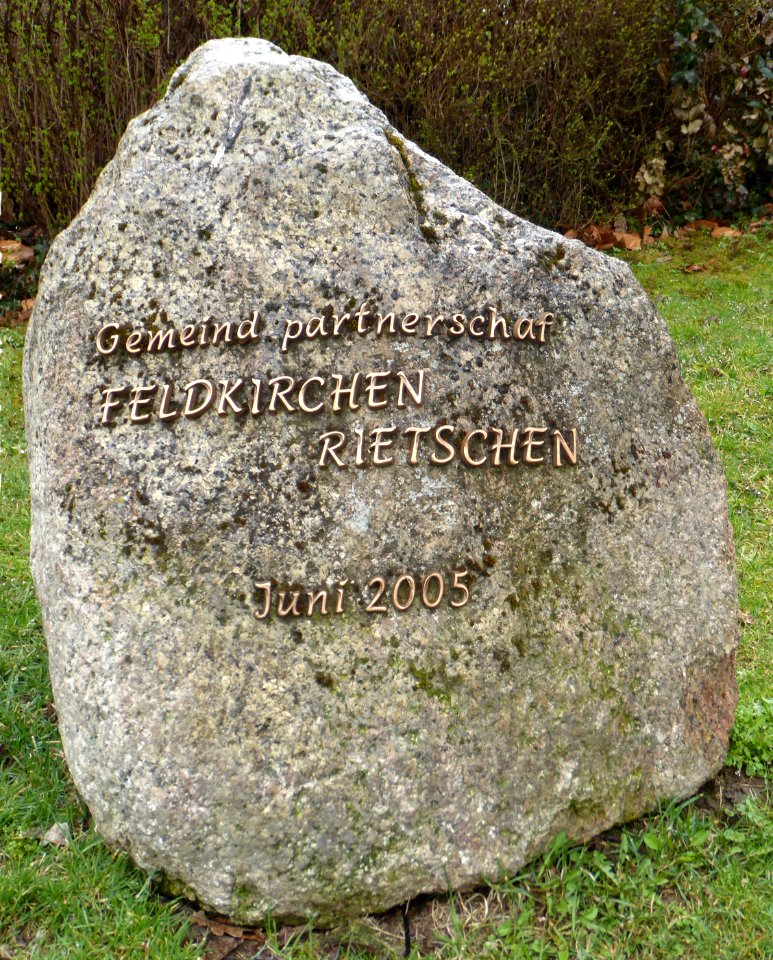 Gemeind partnerschaf
FELDKIRCHEN
RIETSCHEN
Juni 2005